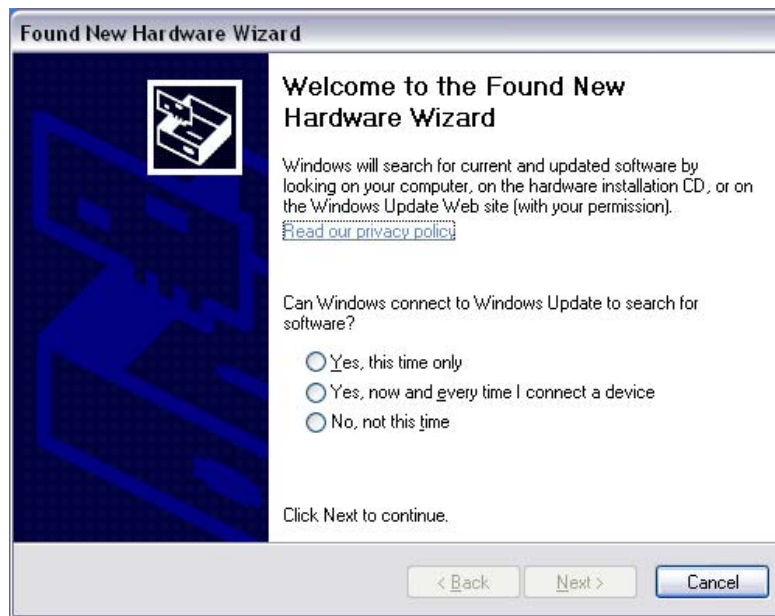 Found New Hardware Wizard
Welcome to the Found New
Hardware Wizard
Windows will search for current and updated software by
looking on your computer, on the hardware installation CD, or on
the Windows Update Web site (with your permission).
Read our privacy policy
Can Windows connect to Windows Update to search for
software?
Yes, this time only
Yes, now and every time I connect a device
No, not this time
Click Next to continue.
< Back
Next >
Cancel